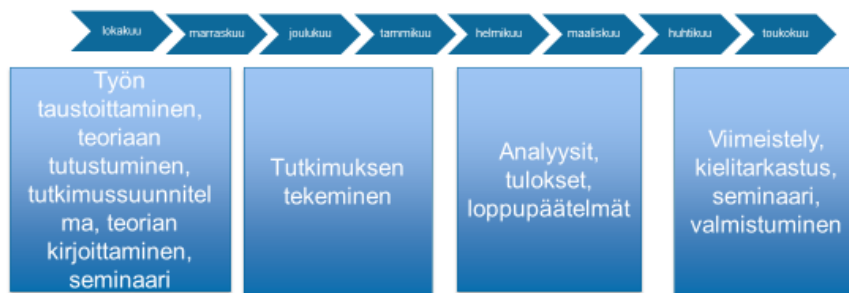 lokakuu
marraskuu
joulukuu
tammikuu
helmikuu
maaliskuu
huhtikuu
toukokuu
Työn
taustoittaminen,
teoriaan
tutustuminen,
tutkimussuunnitel
ma, teorian
kirjoittaminen,
seminaari
Tutkimuksen
tekeminen
Analyysit,
tulokset,
loppupäätelmät
Viimeistely,
kielitarkastus,
seminaari,
valmistuminen